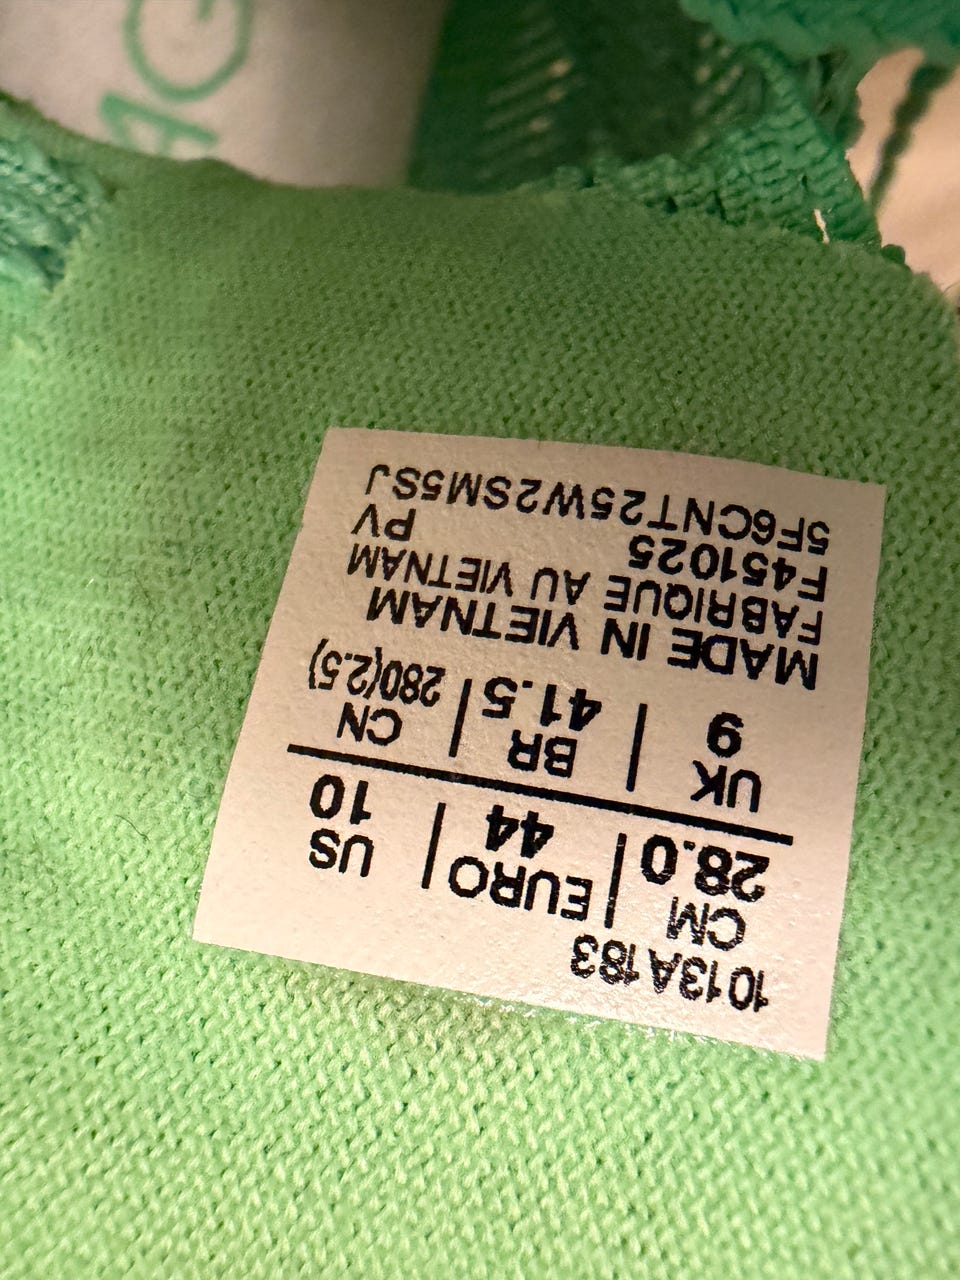 1013A183
CM | EURO | US
28.0 | 44 | 10
UK | BR | CN
9 | 41.5 | 280(2.5)
MADE IN VIETNAM
FABRIQUE AU VIETNAM
F451025 PV
5F6CNT25W2SM5SJ